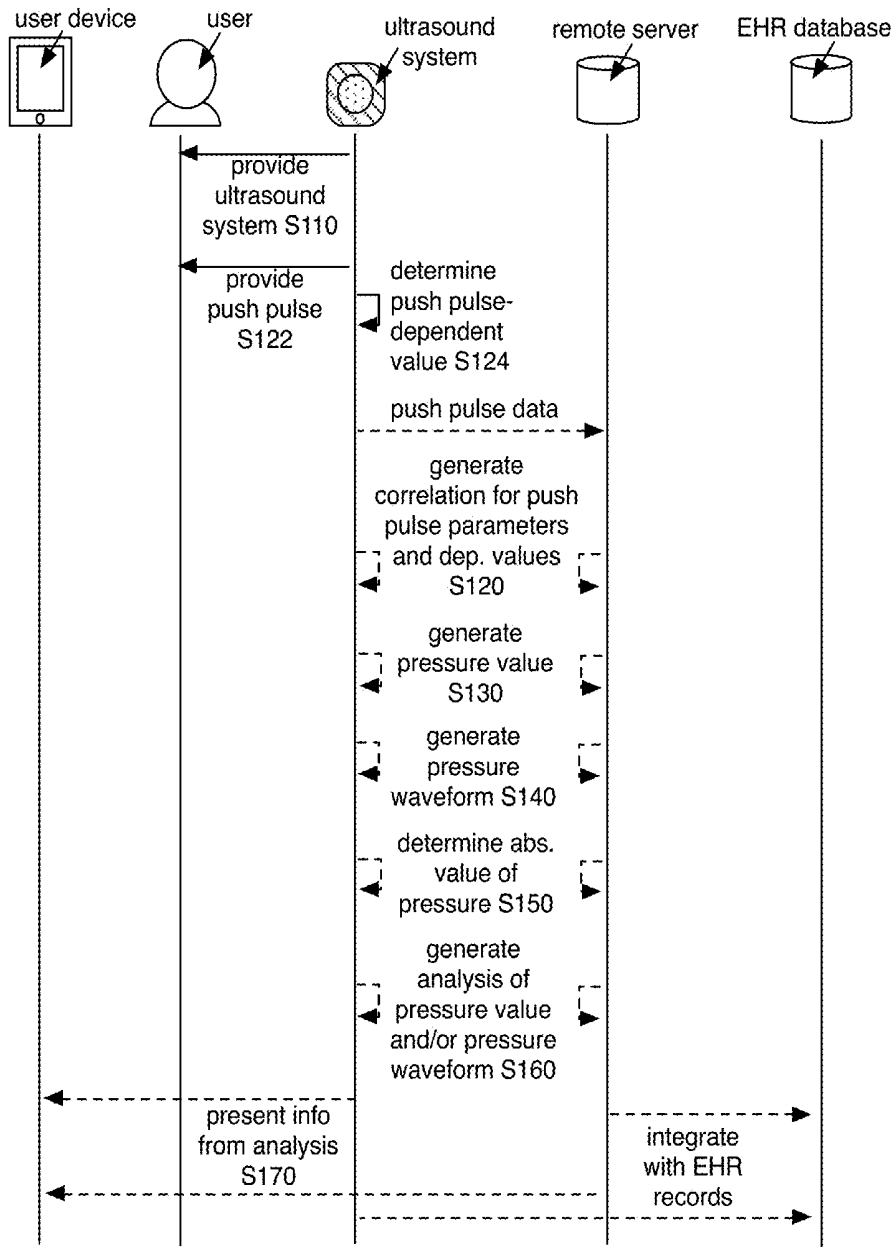 user device
user
ultrasound
system
remote server
EHR database
provide
ultrasound
system S110
provide
push pulse
S122
determine
push pulse-
dependent
value S124
push pulse data
generate
correlation for push
pulse parameters
and dep. values
S120
generate
pressure value
S130
generate
pressure
waveform S140
determine abs.
value of
pressure S150
generate
analysis of
pressure value
and/or pressure
waveform S160
present info
from analysis
S170
integrate
with EHR
records